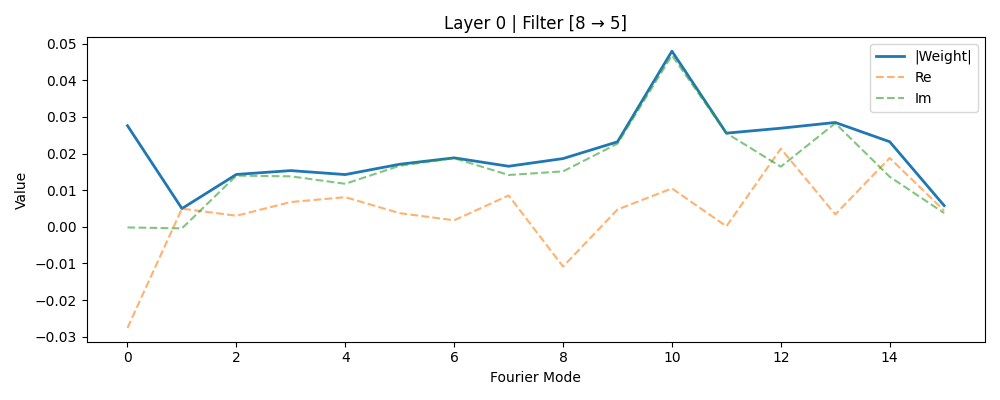 Layer 0 | Filter [8 → 5]
0.05
0.04
0.03
0.02
0.01
0.00
−0.01
−0.02
−0.03
Value
|Weight|
Re
Im
0 2 4 6 8 10 12 14
Fourier Mode